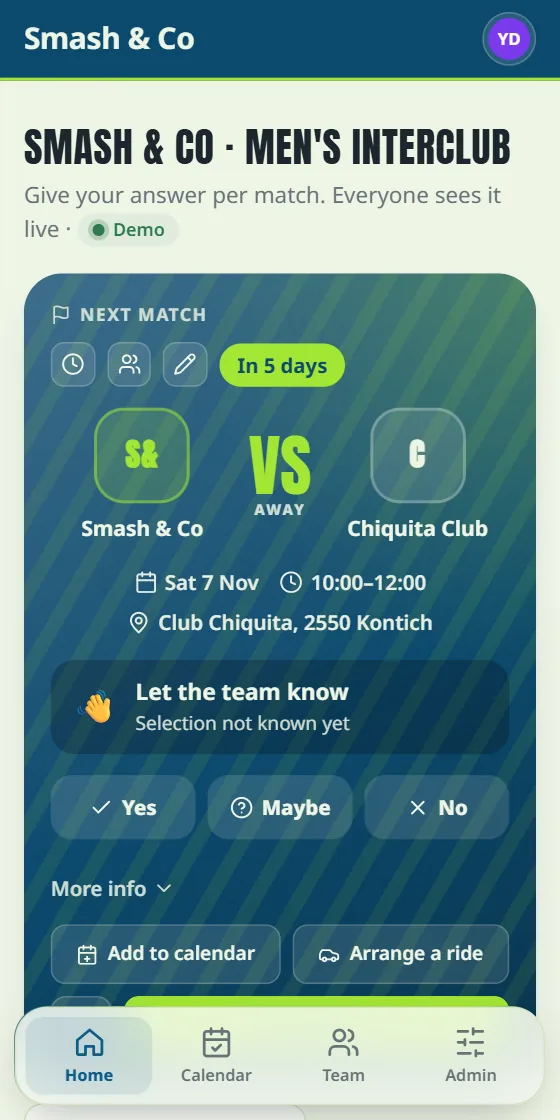 Smash & Co
YD
SMASH & CO · MEN'S INTERCLUB
Give your answer per match. Everyone sees it
live · Demo
NEXT MATCH
In 5 days
S&
VS
C
AWAY
Smash & Co
Chiquita Club
Sat 7 Nov 10:00–12:00
Club Chiquita, 2550 Kontich
Let the team know
Selection not known yet
Yes
Maybe
No
More info
Add to calendar
Arrange a ride
Home
Calendar
Team
Admin